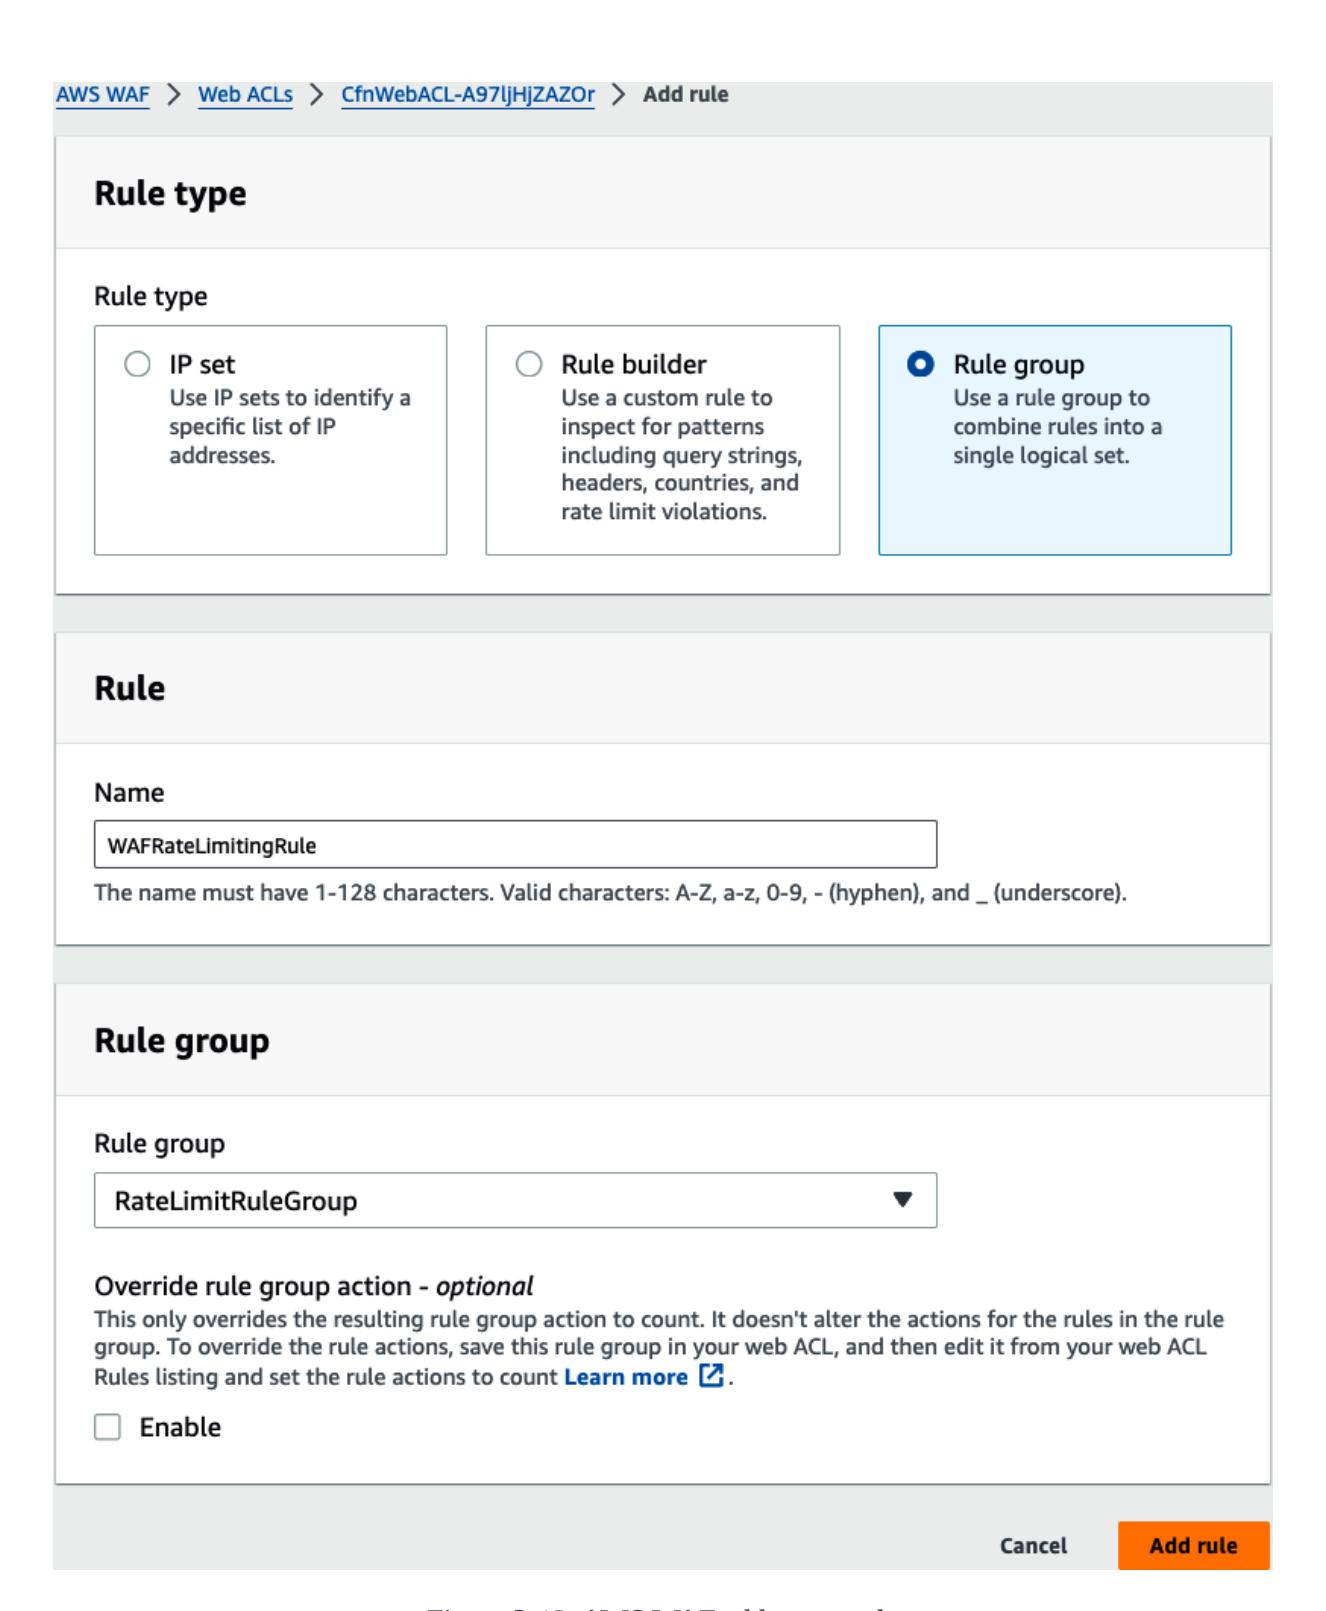 AWS WAF > Web ACLs > CfnWebACL-A97ljHjZAZOr > Add rule
Rule type
Rule type
IP set
Use IP sets to identify a
specific list of IP
addresses.
Rule builder
Use a custom rule to
inspect for patterns
including query strings,
headers, countries, and
rate limit violations.
Rule group
Use a rule group to
combine rules into a
single logical set.
Rule
Name
WAFRateLimitingRule
The name must have 1-128 characters. Valid characters: A-Z, a-z, 0-9, - (hyphen), and _ (underscore).
Rule group
Rule group
RateLimitRuleGroup
Override rule group action - optional
This only overrides the resulting rule group action to count. It doesn't alter the actions for the rules in the rule
group. To override the rule actions, save this rule group in your web ACL, and then edit it from your web ACL
Rules listing and set the rule actions to count Learn more .
Enable
Cancel
Add rule